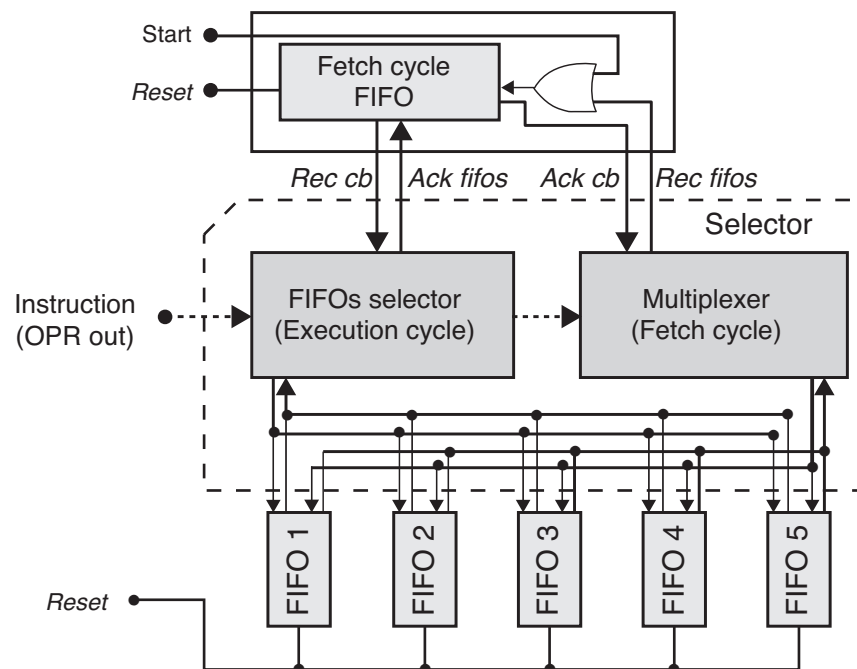 Start
Reset
Fetch cycle
FIFO
Rec cb
Ack fifos
Ack cb
Rec fifos
Selector
Instruction
(OPR out)
FIFOs selector
(Execution cycle)
Multiplexer
(Fetch cycle)
FIFO 1
FIFO 2
FIFO 3
FIFO 4
FIFO 5
Reset